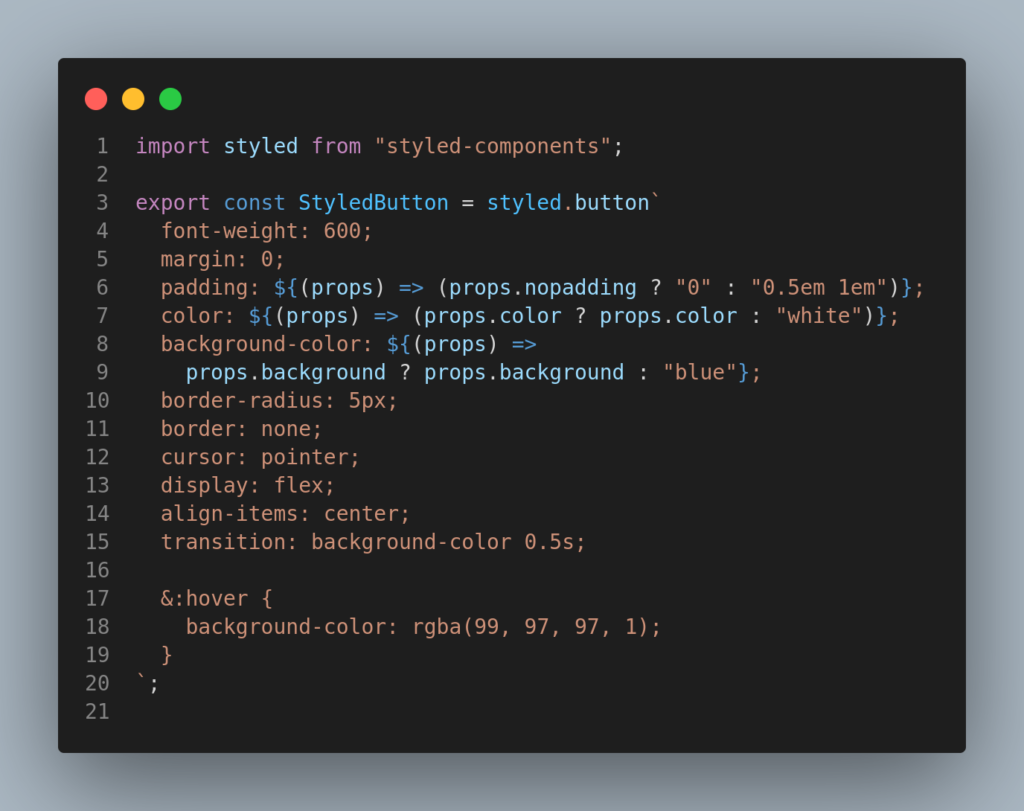 1 import styled from "styled-components";
2
3 export const StyledButton = styled.button`
4   font-weight: 600;
5   margin: 0;
6   padding: ${(props) => (props.nopadding ? "0" : "0.5em 1em")};
7   color: ${(props) => (props.color ? props.color : "white")};
8   background-color: ${(props) =>
9     props.background ? props.background : "blue"};
10   border-radius: 5px;
11   border: none;
12   cursor: pointer;
13   display: flex;
14   align-items: center;
15   transition: background-color 0.5s;
16
17   &:hover {
18     background-color: rgba(99, 97, 97, 1);
19   }
20 `;
21